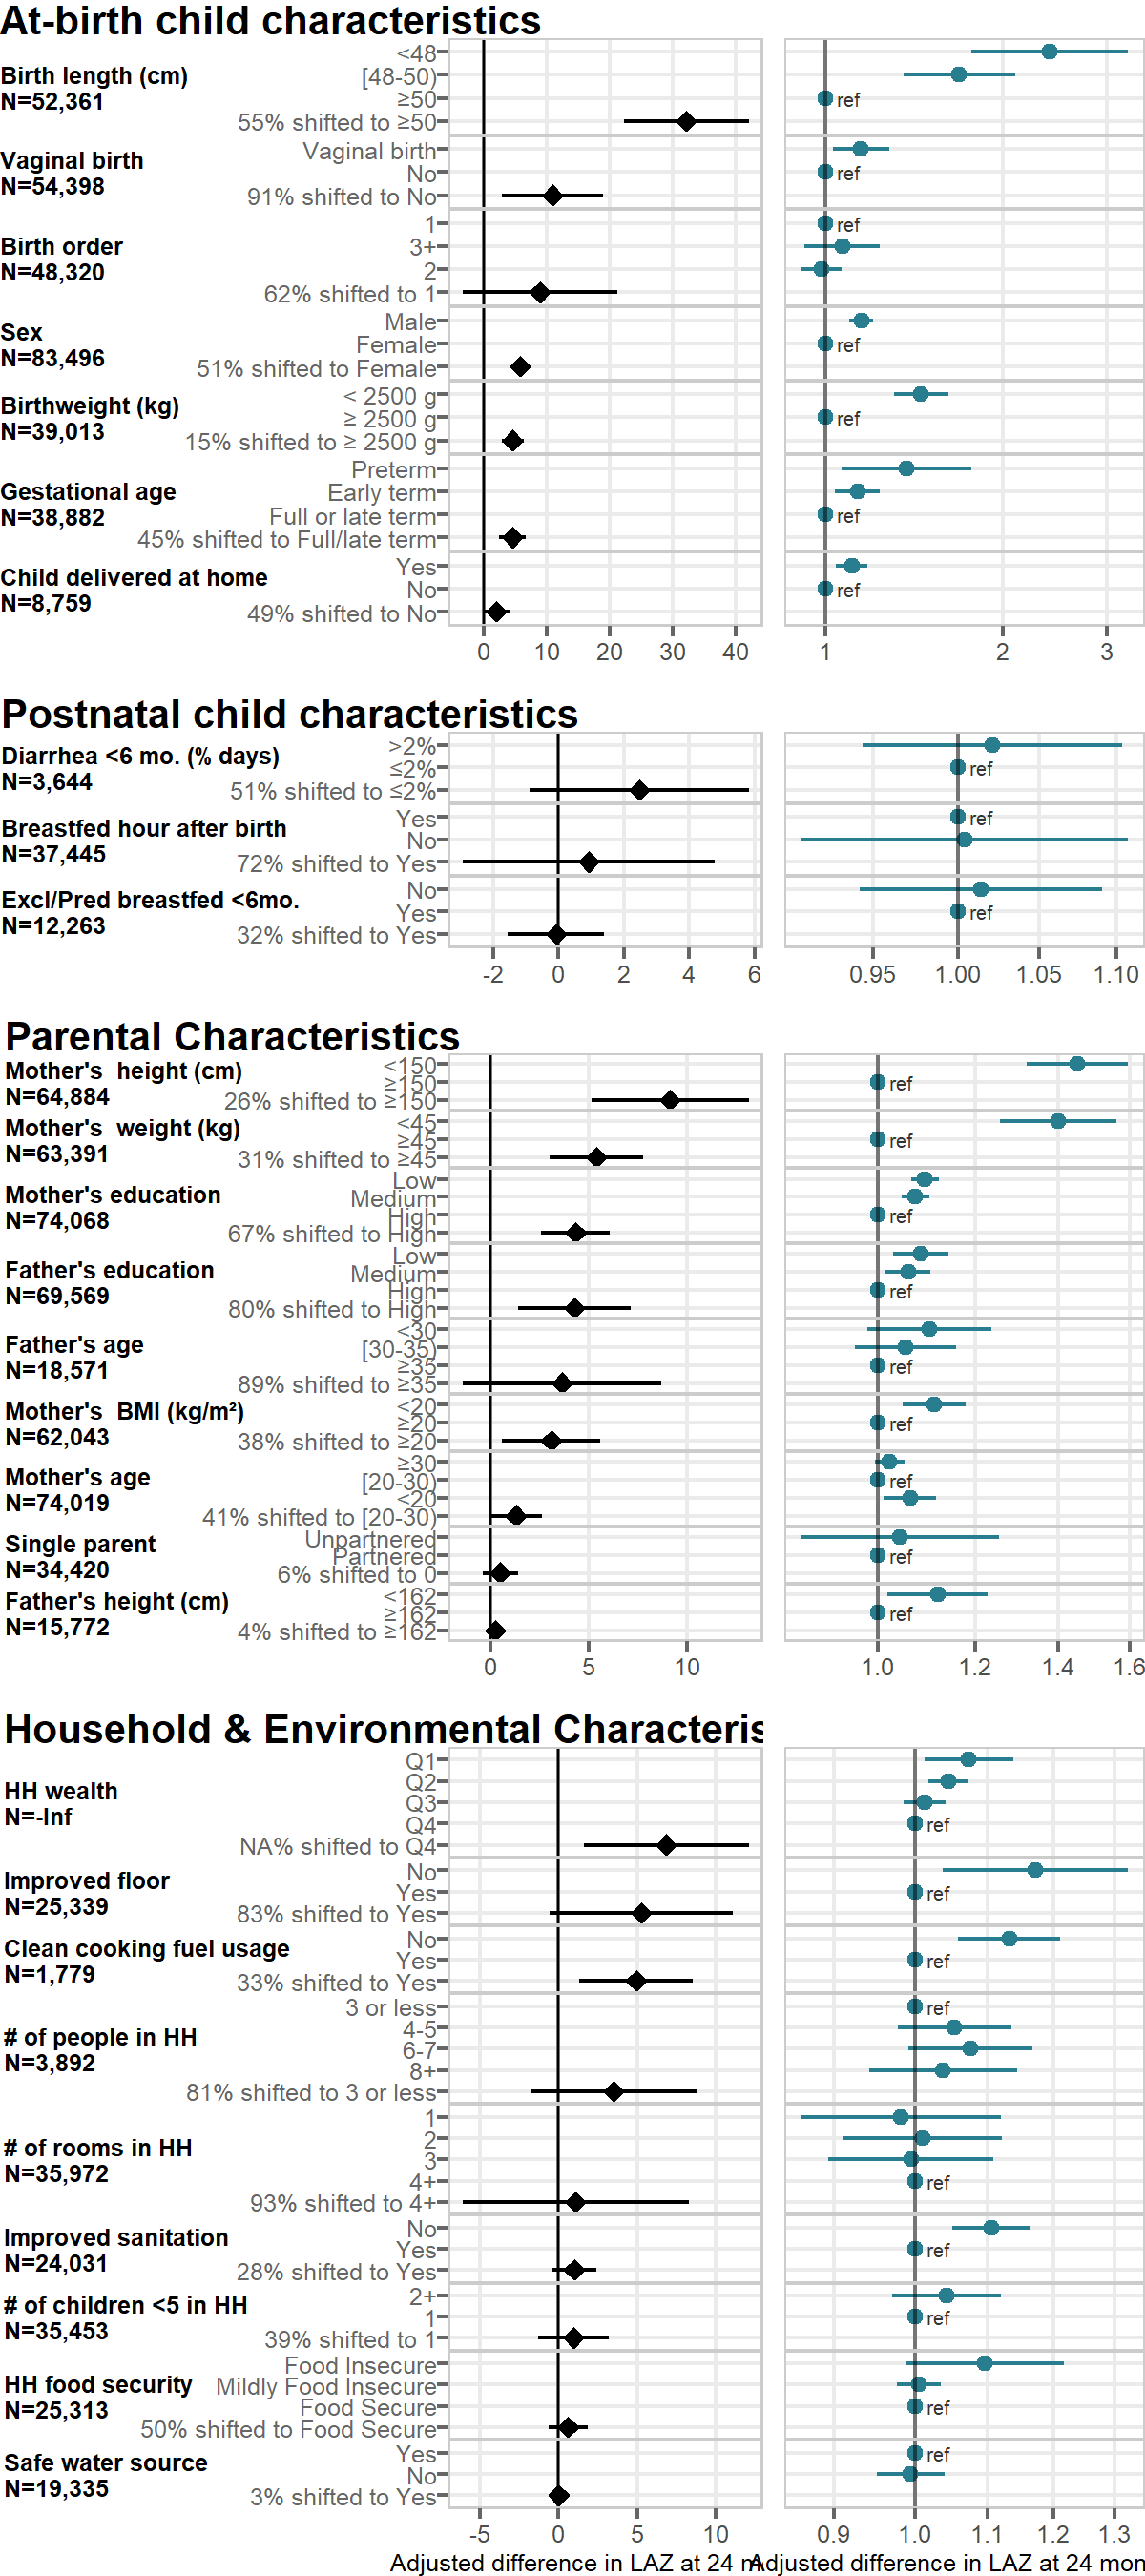 At-birth child characteristics
Birth length (cm)
N=52,361
<48
[48-50)
≥50
55% shifted to ≥50
ref
Vaginal birth
N=54,398
Vaginal birth
No
91% shifted to No
ref
Birth order
N=48,320
1
3+
2
62% shifted to 1
ref
Sex
N=83,496
Male
Female
51% shifted to Female
ref
Birthweight (kg)
N=39,013
< 2500 g
≥ 2500 g
15% shifted to ≥ 2500 g
ref
Gestational age
N=38,882
Preterm
Early term
Full or late term
45% shifted to Full/late term
ref
Child delivered at home
N=8,759
Yes
No
49% shifted to No
ref
0 10 20 30 40
1 2 3
Postnatal child characteristics
Diarrhea <6 mo. (% days)
N=3,644
>2%
≤2%
51% shifted to ≤2%
ref
Breastfed hour after birth
N=37,445
Yes
No
72% shifted to Yes
ref
Excl/Pred breastfed <6mo.
N=12,263
No
Yes
32% shifted to Yes
ref
-2 0 2 4 6
0.95 1.00 1.05 1.10
Parental Characteristics
Mother's  height (cm)
N=64,884
<150
≥150
26% shifted to ≥150
ref
Mother's  weight (kg)
N=63,391
<45
≥45
31% shifted to ≥45
ref
Mother's education
N=74,068
Low
Medium
High
67% shifted to High
ref
Father's education
N=69,569
Low
Medium
High
80% shifted to High
ref
Father's age
N=18,571
<30
[30-35)
≥35
89% shifted to ≥35
ref
Mother's  BMI (kg/m²)
N=62,043
<20
≥20
38% shifted to ≥20
ref
Mother's age
N=74,019
≥30
[20-30)
<20
41% shifted to [20-30)
ref
Single parent
N=34,420
Unpartnered
Partnered
6% shifted to 0
ref
Father's height (cm)
N=15,772
<162
≥162
4% shifted to ≥162
ref
0 5 10
1.0 1.2 1.4 1.6
Household & Environmental Characteris
HH wealth
N=-Inf
Q1
Q2
Q3
Q4
NA% shifted to Q4
ref
Improved floor
N=25,339
No
Yes
83% shifted to Yes
ref
Clean cooking fuel usage
N=1,779
No
Yes
33% shifted to Yes
ref
# of people in HH
N=3,892
3 or less
4-5
6-7
8+
81% shifted to 3 or less
ref
# of rooms in HH
N=35,972
1
2
3
4+
93% shifted to 4+
ref
Improved sanitation
N=24,031
No
Yes
28% shifted to Yes
ref
# of children <5 in HH
N=35,453
2+
1
39% shifted to 1
ref
HH food security
N=25,313
Food Insecure
Mildly Food Insecure
Food Secure
50% shifted to Food Secure
ref
Safe water source
N=19,335
Yes
No
3% shifted to Yes
ref
-5 0 5 10
0.9 1.0 1.1 1.2 1.3
Adjusted difference in LAZ at 24 m
Adjusted difference in LAZ at 24 mon